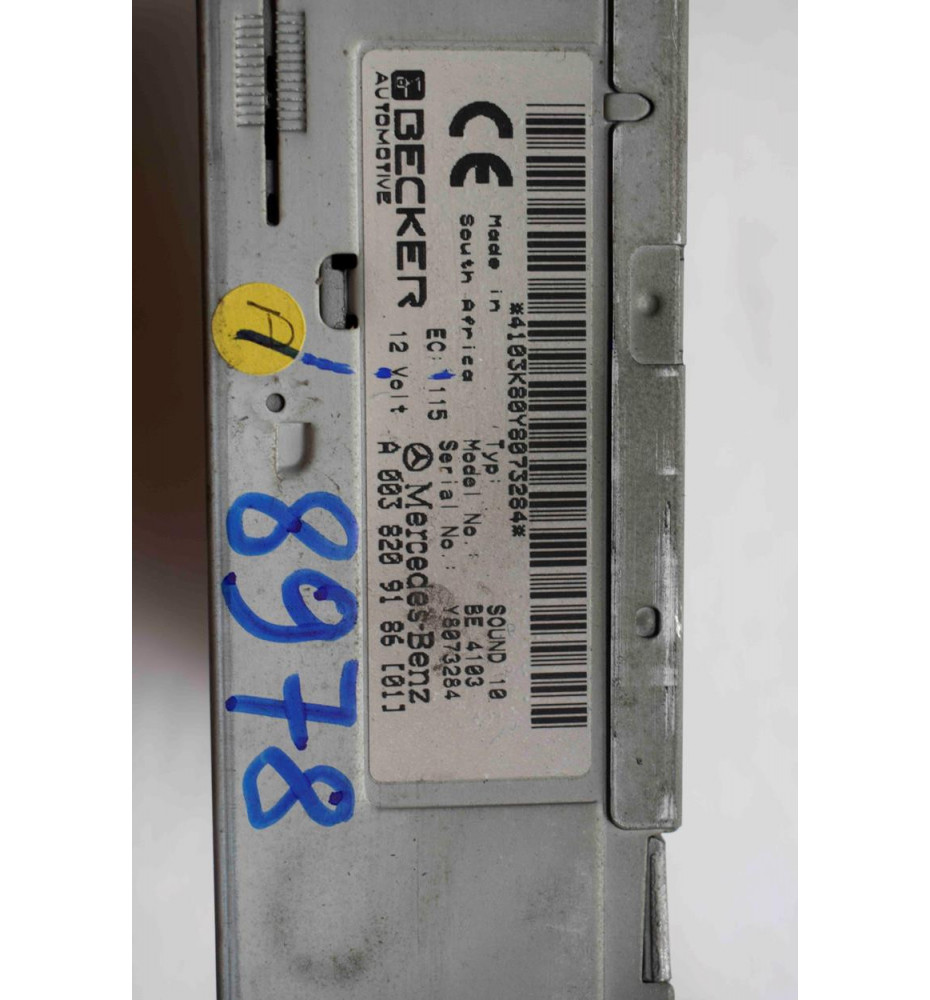 *4103K80Y8073284*
CE
Made in
South Africa
Typ: SOUND 10
Model No.: BE 4103
Serial No.: Y8073284
EC: 115
Mercedes-Benz
BECKER
AUTOMOTIVE
12 Volt
A 003 820 91 86 [01]
A
8978